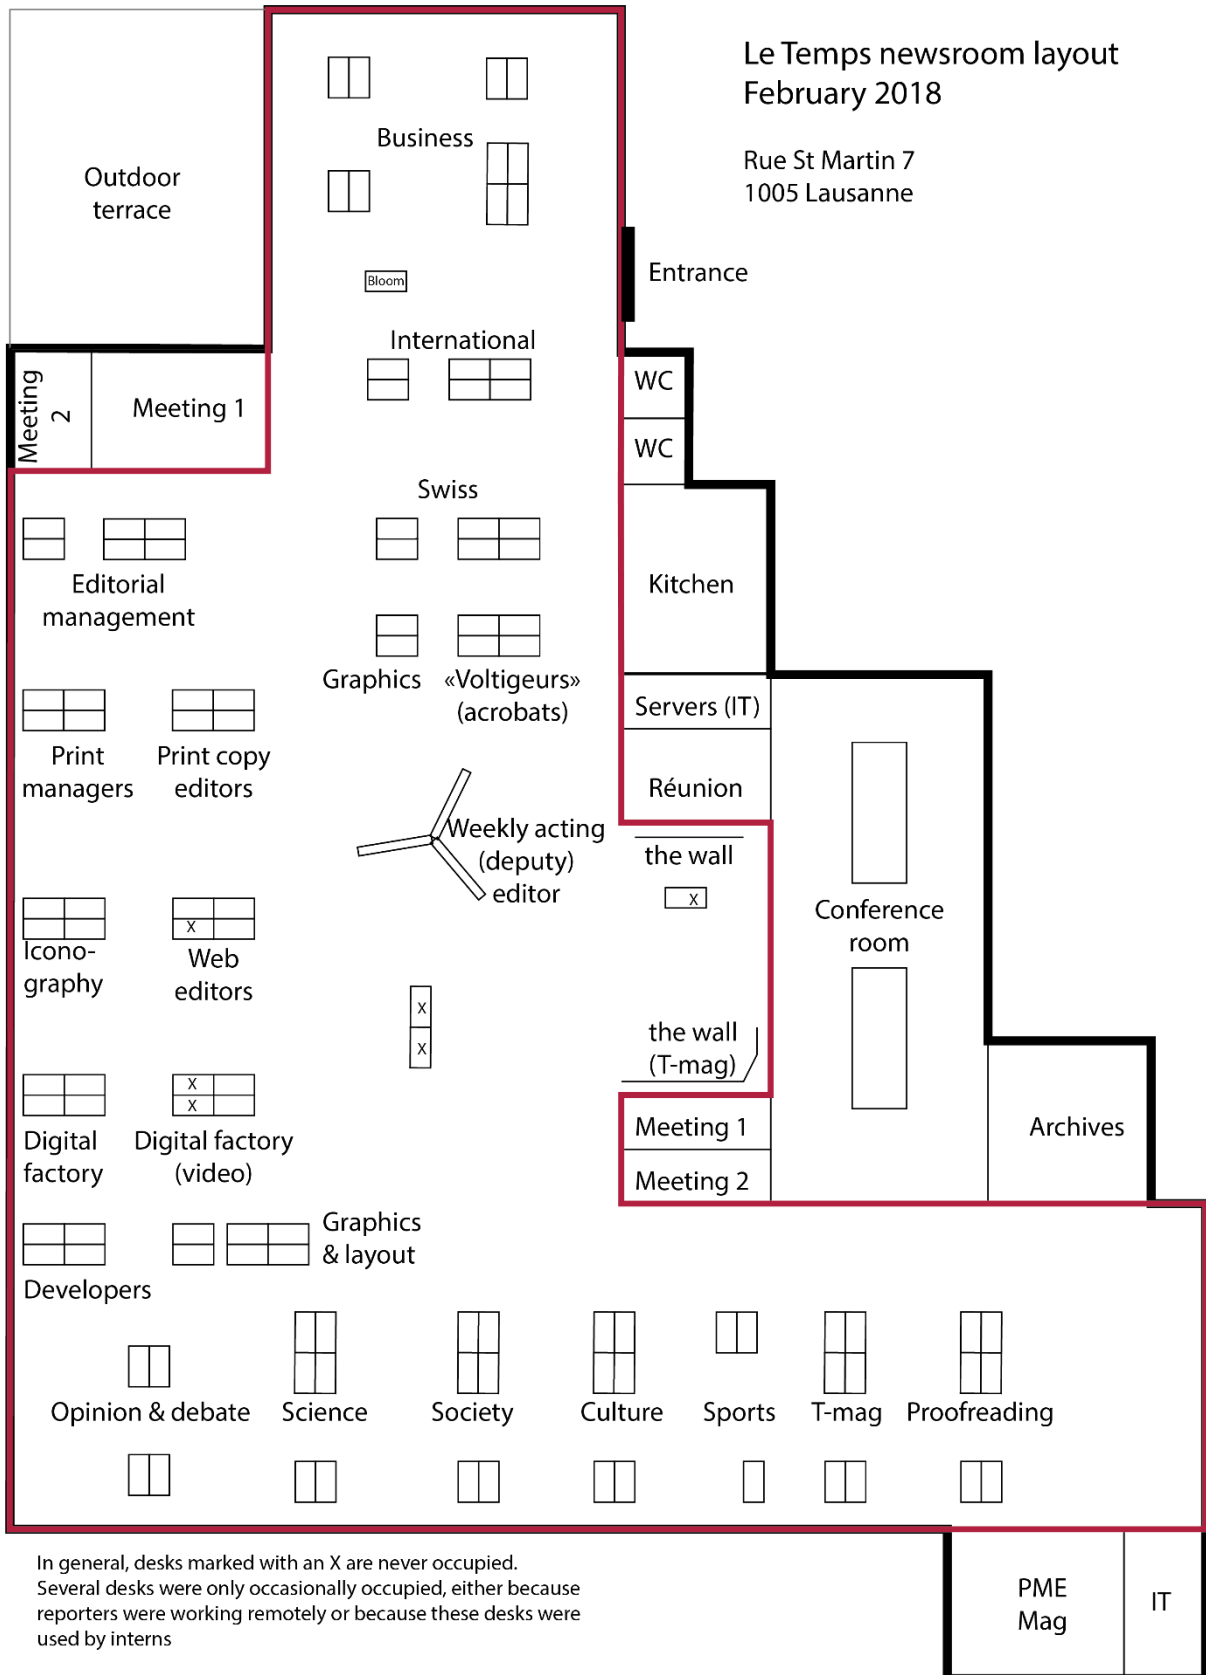 Le Temps newsroom layout
February 2018
Rue St Martin 7
1005 Lausanne
Business
Outdoor
terrace
Entrance
Bloom
International
Meeting
2
Meeting 1
WC
WC
Swiss
Kitchen
Editorial
management
Graphics
«Voltigeurs»
(acrobats)
Servers (IT)
Print
managers
Print copy
editors
Réunion
Weekly acting
(deputy)
editor
the wall
X
Conference
room
X
Icono-
graphy
Web
editors
X
X
the wall
(T-mag)
X
X
Digital
factory
Digital factory
(video)
Meeting 1
Meeting 2
Archives
Graphics
& layout
Developers
Opinion & debate
Science
Society
Culture
Sports
T-mag
Proofreading
In general, desks marked with an X are never occupied.
Several desks were only occasionally occupied, either because
reporters were working remotely or because these desks were
used by interns
PME
Mag
IT